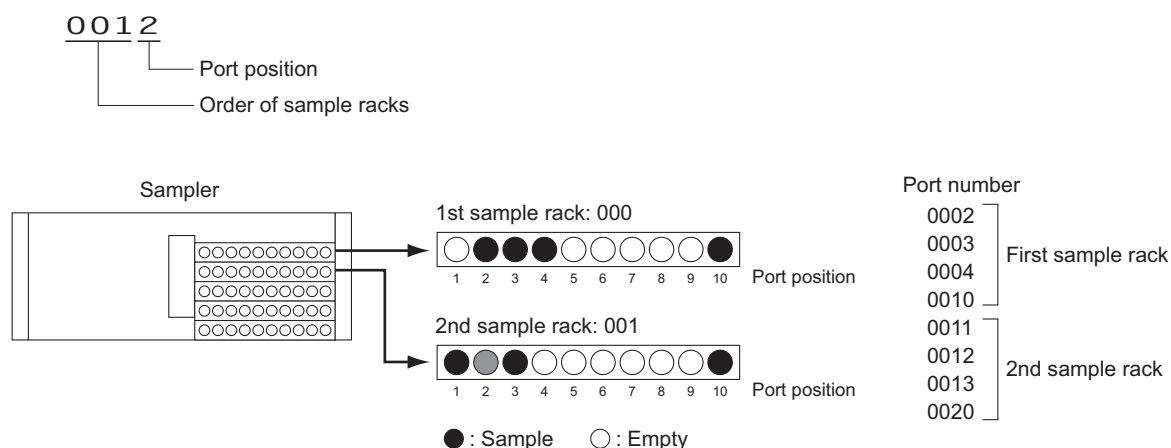 0012
Port position
Order of sample racks
Sampler
1st sample rack: 000
1 2 3 4 5 6 7 8 9 10 Port position
2nd sample rack: 001
1 2 3 4 5 6 7 8 9 10 Port position
: Sample : Empty
Port number
0002
0003
0004
0010
First sample rack
0011
0012
0013
0020
2nd sample rack